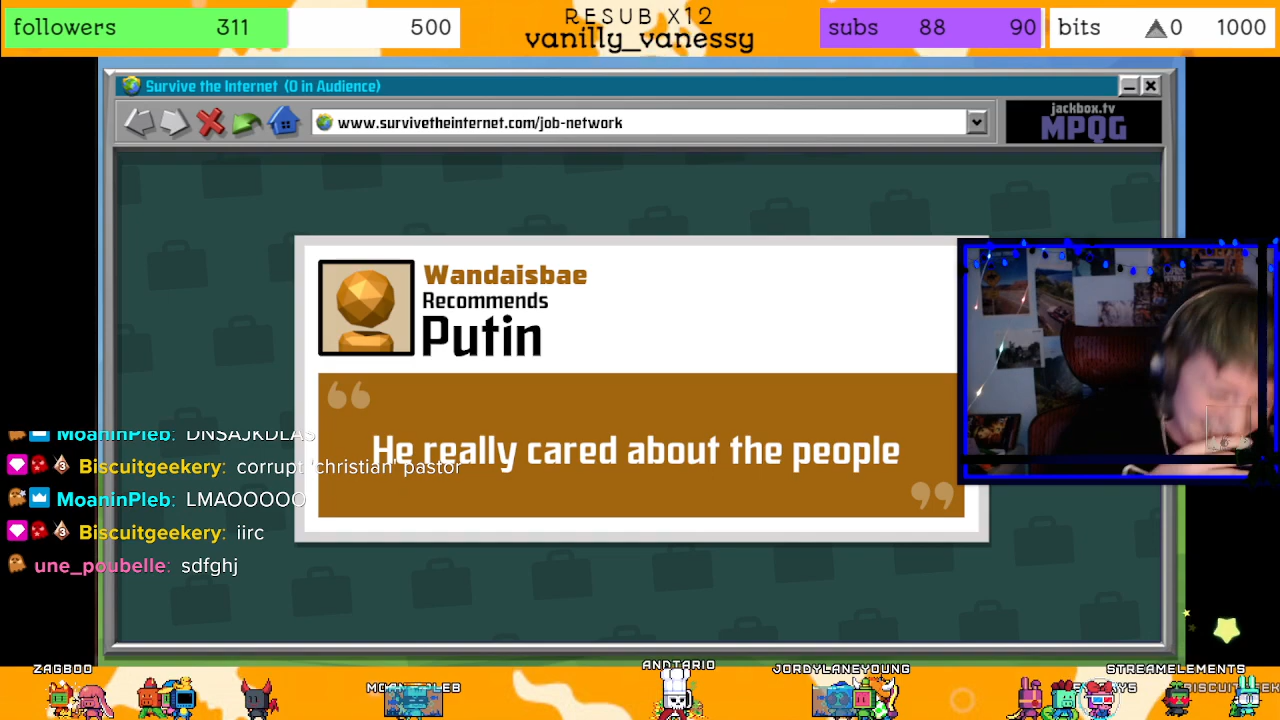 followers 311 500
RESUB X12
vanilly_vanessy
subs 88 90
bits 0 1000
Survive the Internet (0 in Audience)
www.survivetheinternet.com/job-network
jackbox.tv
MPQG
Wandaisbae
Recommends
Putin
He really cared about the people
MoaninPleb: DNSAJKDLAS
Biscuitgeekery: corrupt 'christian' pastor
MoaninPleb: LMAOOOOO
Biscuitgeekery: iirc
une_poubelle: sdfghj
ZAGBOO
ANDTARIO
JORDYLANEYOUNG
STREAMELEMENTS